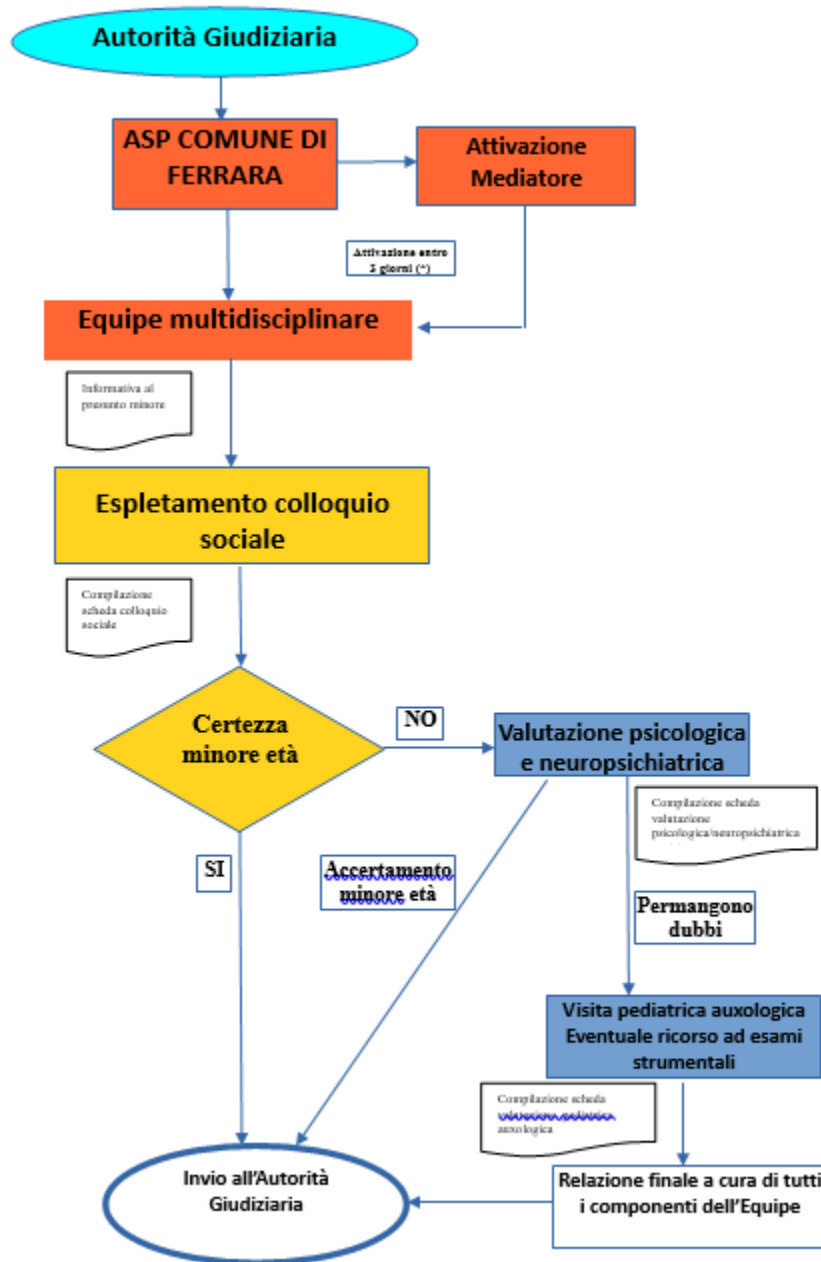 Autorità Giudiziaria
ASP COMUNE DI
FERRARA
Attivazione
Mediatore
Attivazione entro
3 giorni (*)
Equipe multidisciplinare
Informativa al
presunto minore
Espletamento colloquio
sociale
Compilazione
scheda colloquio
sociale
Certezza
minore età
NO
Valutazione psicologica
e neuropsichiatrica
Compilazione scheda
valutazione
psicologica/neuropsichiatrica
SI
Accertamento
minore età
Permangono
dubbi
Visita pediatrica auxologica
Eventuale ricorso ad esami
strumentali
Compilazione scheda
valutazione pediatrica
auxologica
Invio all’Autorità
Giudiziaria
Relazione finale a cura di tutti
i componenti dell’Equipe